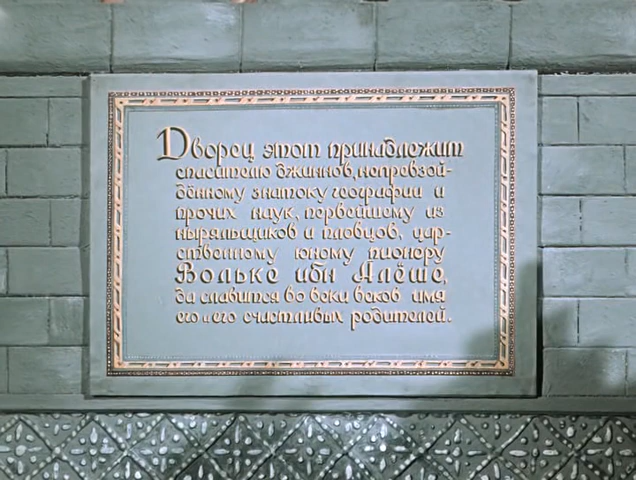 Дворец этот принадлежит
спасителю джиннов, непревзой-
дённому знатоку географии и
прочих наук, первейшему из
ныряльщиков и пловцов, цар-
ственному юному пионеру
Вольке ибн Алёше,
да славится во веки веков имя
его и его счастливых родителей.